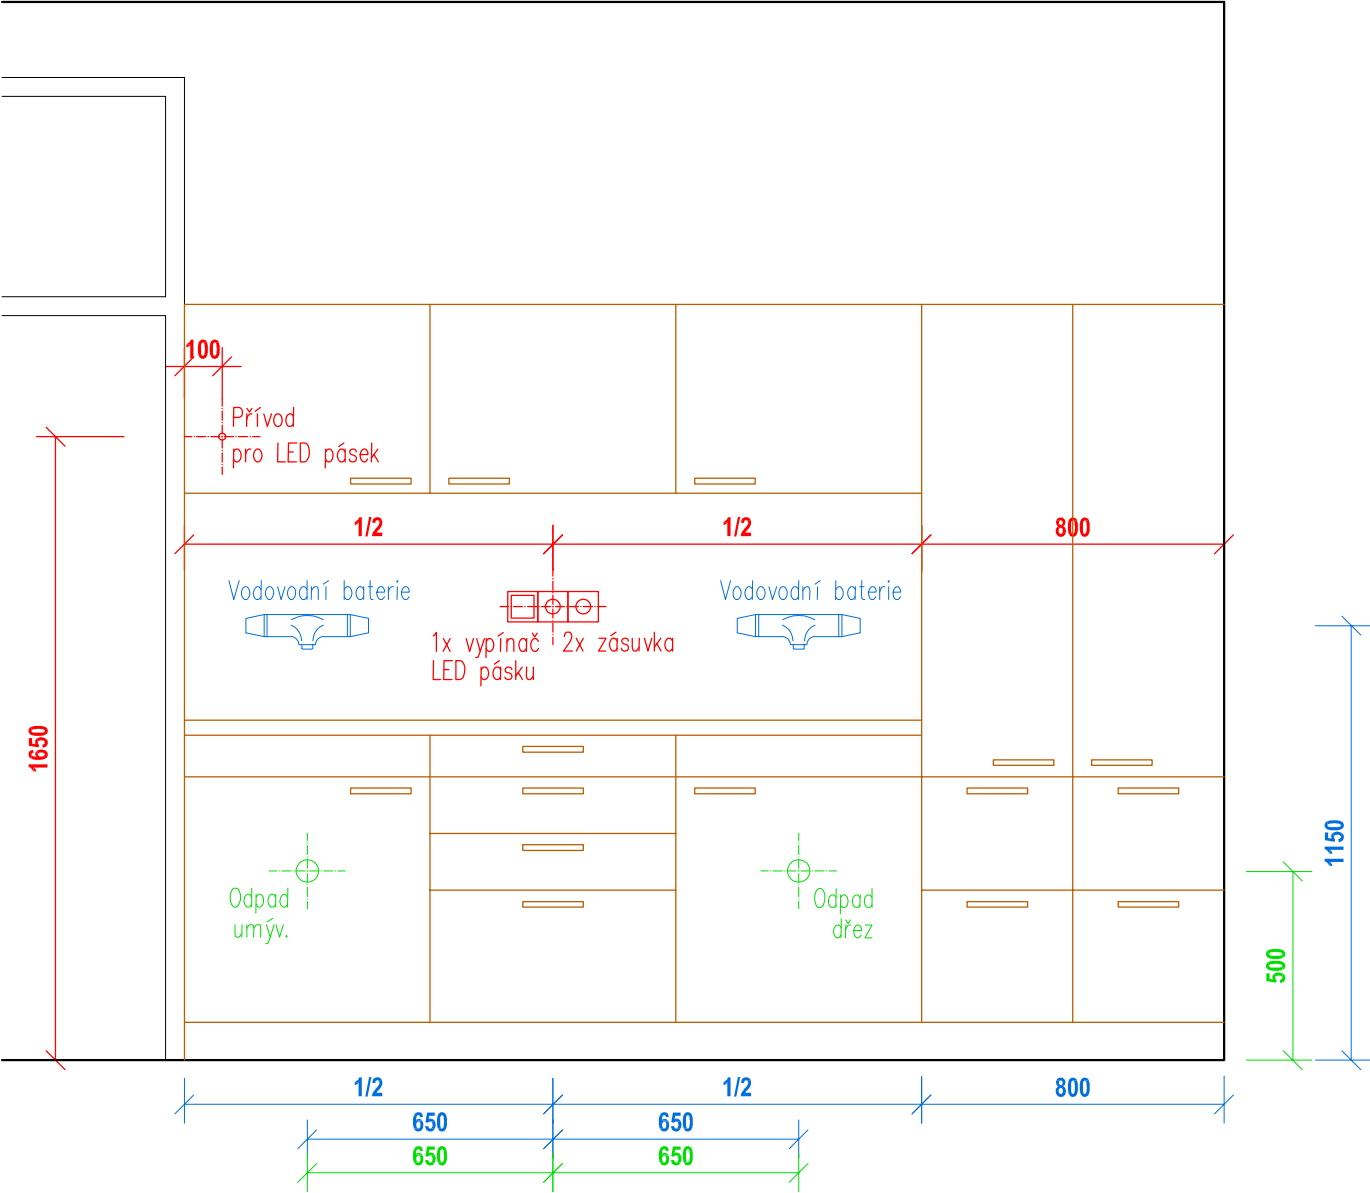 100
Přívod
pro LED pásek
1/2
1/2
800
Vodovodní baterie
Vodovodní baterie
1x vypínač
2x zásuvka
LED pásku
1650
1150
Odpad
umýv.
Odpad
dřez
500
1/2
1/2
800
650
650
650
650